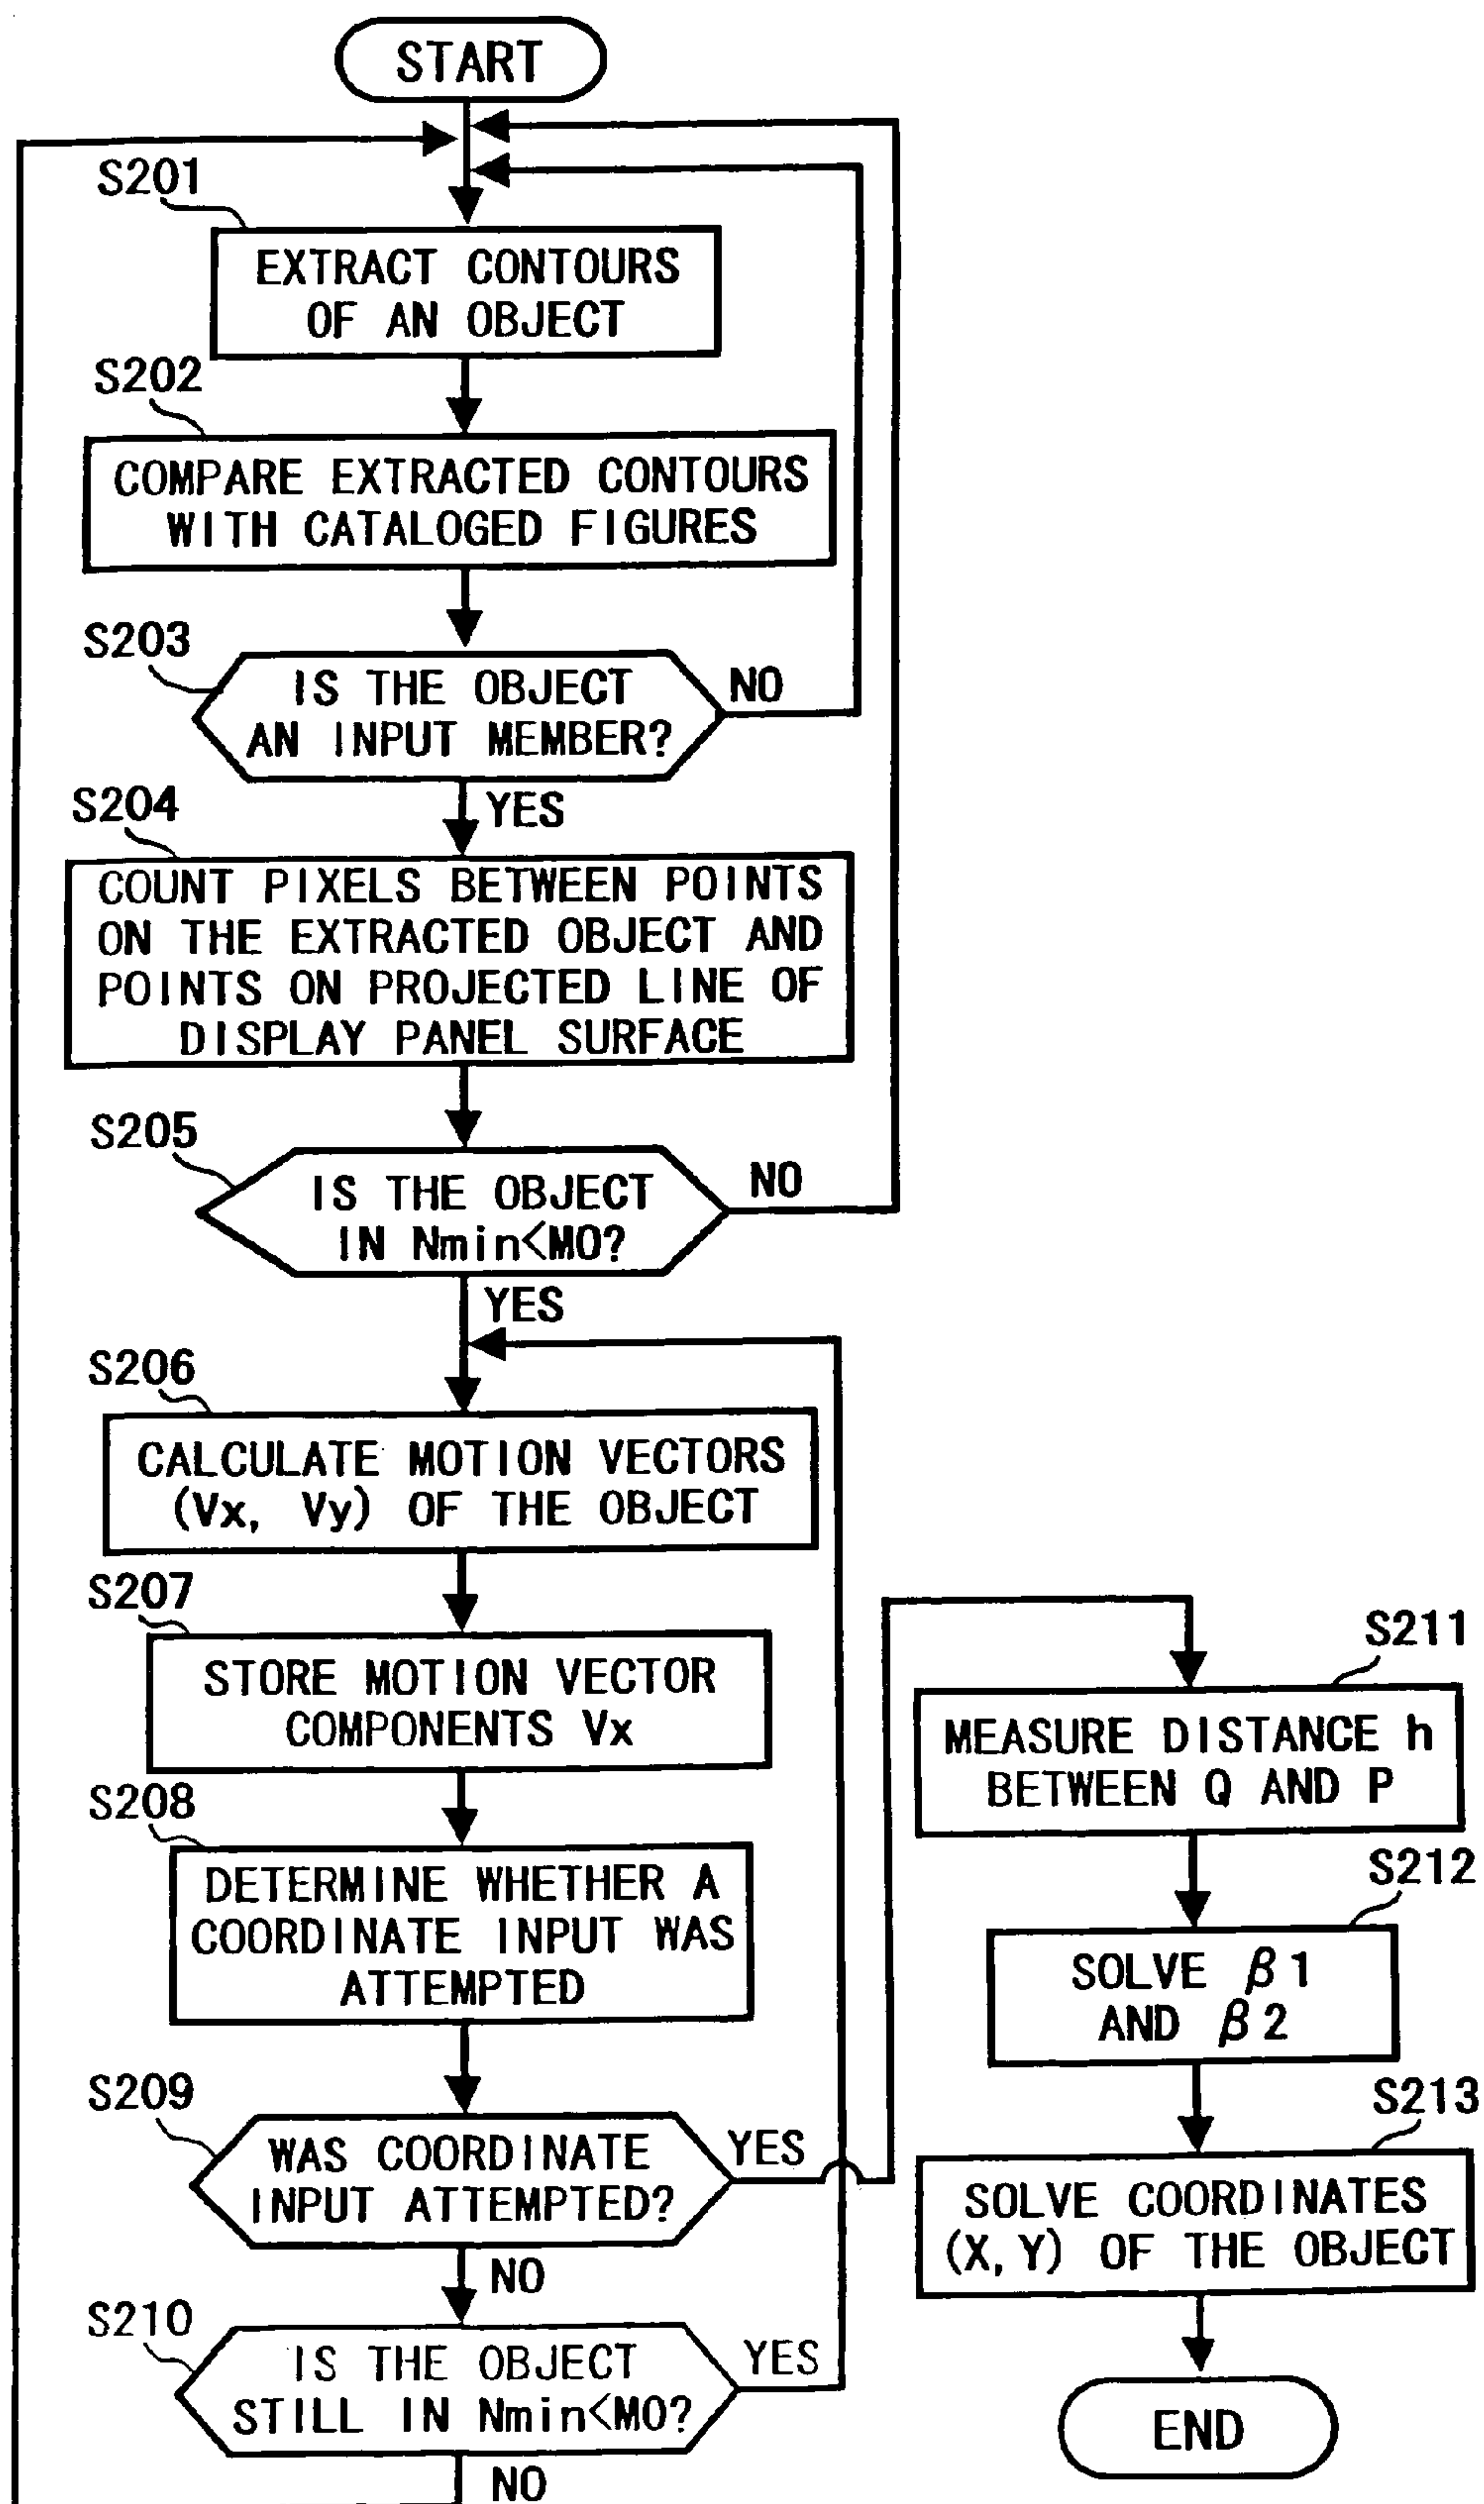 START
S201
EXTRACT CONTOURS
OF AN OBJECT
S202
COMPARE EXTRACTED CONTOURS
WITH CATALOGED FIGURES
S203
IS THE OBJECT
AN INPUT MEMBER?
NO
YES
S204
COUNT PIXELS BETWEEN POINTS
ON THE EXTRACTED OBJECT AND
POINTS ON PROJECTED LINE OF
DISPLAY PANEL SURFACE
S205
IS THE OBJECT
IN Nmin<MO?
NO
YES
S206
CALCULATE MOTION VECTORS
(Vx, Vy) OF THE OBJECT
S207
STORE MOTION VECTOR
COMPONENTS Vx
S208
DETERMINE WHETHER A
COORDINATE INPUT WAS
ATTEMPTED
S209
WAS COORDINATE
INPUT ATTEMPTED?
YES
NO
S210
IS THE OBJECT
STILL IN Nmin<MO?
YES
NO
S211
MEASURE DISTANCE h
BETWEEN Q AND P
S212
SOLVE β1
AND β2
S213
SOLVE COORDINATES
(X, Y) OF THE OBJECT
END